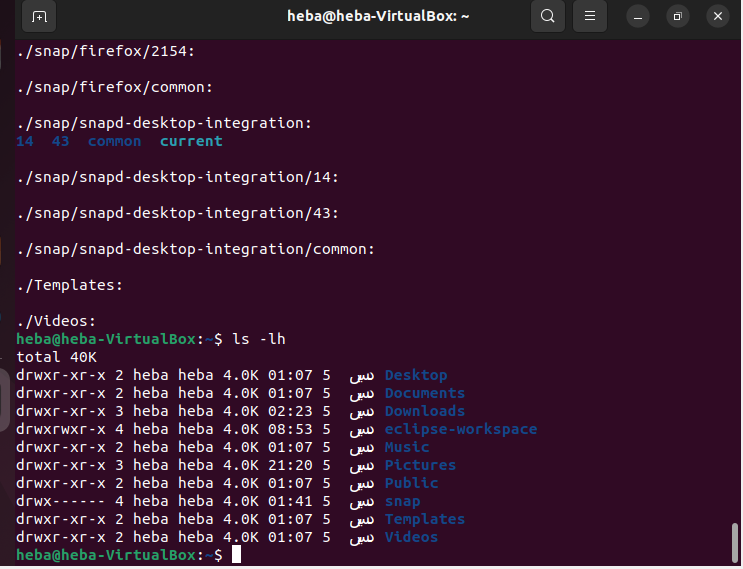 heba@heba-VirtualBox: ~
./snap/firefox/2154:
./snap/firefox/common:
./snap/snapd-desktop-integration:
14 43 common current
./snap/snapd-desktop-integration/14:
./snap/snapd-desktop-integration/43:
./snap/snapd-desktop-integration/common:
./Templates:
./Videos:
heba@heba-VirtualBox:~$ ls -lh
total 40K
drwxr-xr-x 2 heba heba 4.0K 01:07 5 Desktop
drwxr-xr-x 2 heba heba 4.0K 01:07 5 Documents
drwxr-xr-x 3 heba heba 4.0K 02:23 5 Downloads
drwxrwxr-x 4 heba heba 4.0K 08:53 5 eclipse-workspace
drwxr-xr-x 2 heba heba 4.0K 01:07 5 Music
drwxr-xr-x 3 heba heba 4.0K 21:20 5 Pictures
drwxr-xr-x 2 heba heba 4.0K 01:07 5 Public
drwx------ 4 heba heba 4.0K 01:41 5 snap
drwxr-xr-x 2 heba heba 4.0K 01:07 5 Templates
drwxr-xr-x 2 heba heba 4.0K 01:07 5 Videos
heba@heba-VirtualBox:~$